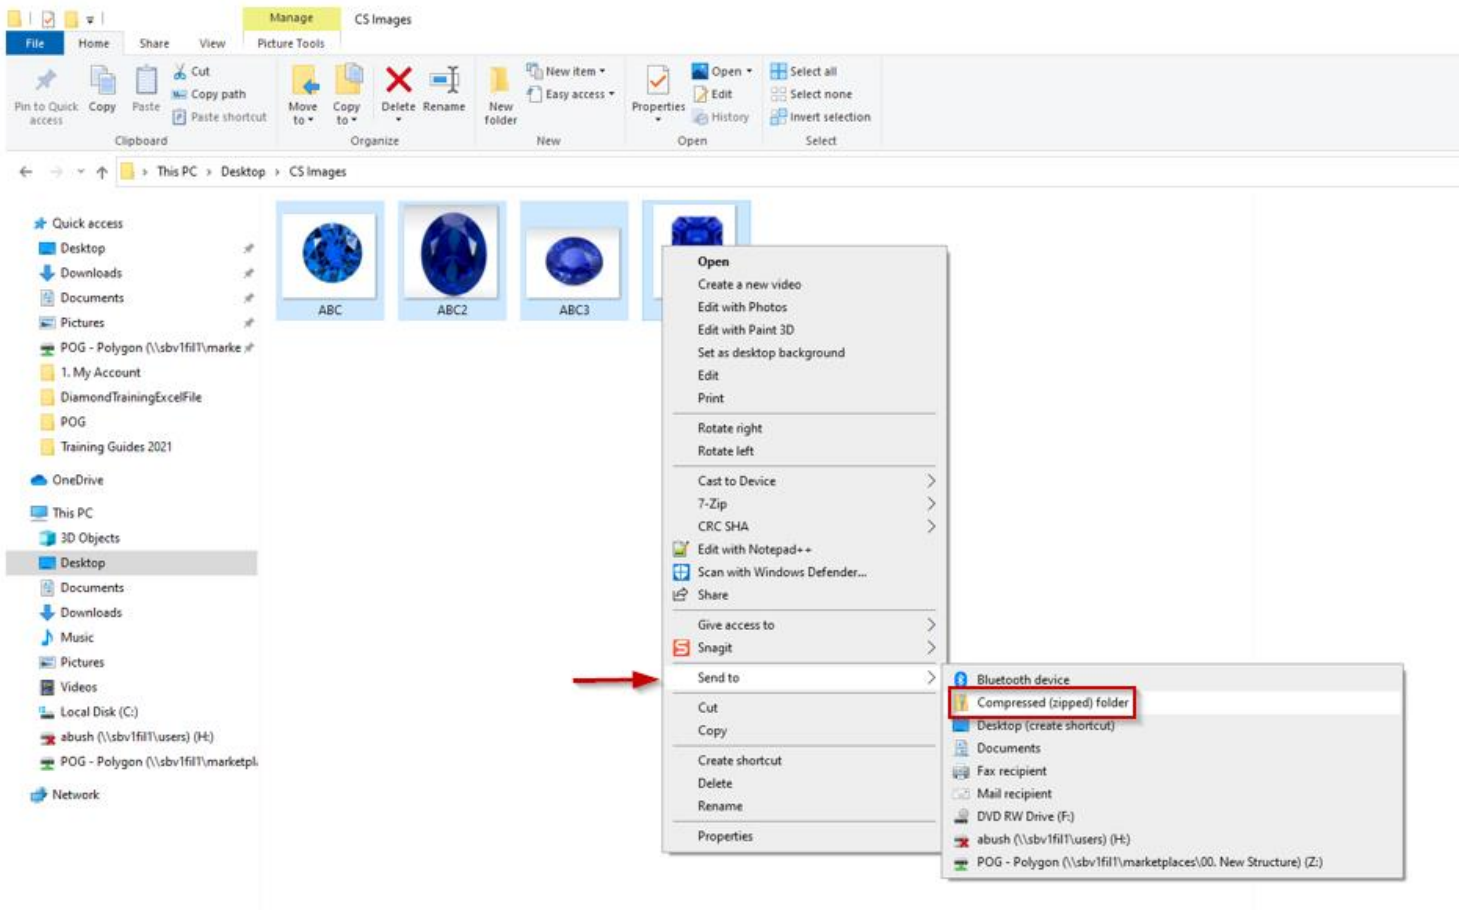 Manage
CS Images
File
Home
Share
View
Picture Tools
Pin to Quick access
Copy
Paste
Cut
Copy path
Paste shortcut
Clipboard
Move to
Copy to
Delete
Rename
Organize
New folder
New item
Easy access
New
Properties
Open
Edit
History
Open
Select all
Select none
Invert selection
Select
This PC > Desktop > CS Images
Quick access
Desktop
Downloads
Documents
Pictures
POG - Polygon (\\sbv1fil1\marke
1. My Account
DiamondTrainingExcelFile
POG
Training Guides 2021
OneDrive
This PC
3D Objects
Desktop
Documents
Downloads
Music
Pictures
Videos
Local Disk (C:)
abush (\\sbv1fil1\users) (H:)
POG - Polygon (\\sbv1fil1\marketpl
Network
ABC
ABC2
ABC3
Open
Create a new video
Edit with Photos
Edit with Paint 3D
Set as desktop background
Edit
Print
Rotate right
Rotate left
Cast to Device
7-Zip
CRC SHA
Edit with Notepad++
Scan with Windows Defender...
Share
Give access to
Snagit
Send to
Cut
Copy
Create shortcut
Delete
Rename
Properties
Bluetooth device
Compressed (zipped) folder
Desktop (create shortcut)
Documents
Fax recipient
Mail recipient
DVD RW Drive (F:)
abush (\\sbv1fil1\users) (H:)
POG - Polygon (\\sbv1fil1\marketplaces\00. New Structure) (Z:)